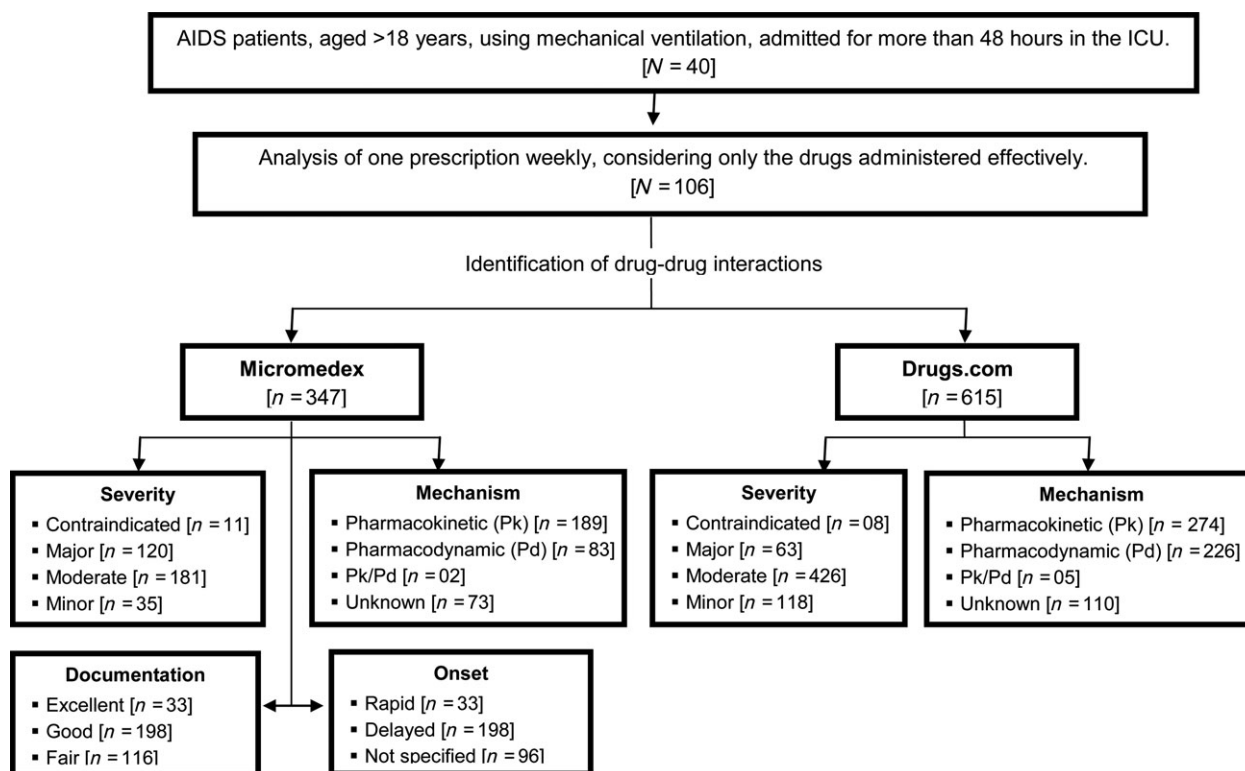 AIDS patients, aged >18 years, using mechanical ventilation, admitted for more than 48 hours in the ICU.
[N = 40]
Analysis of one prescription weekly, considering only the drugs administered effectively.
[N = 106]
Identification of drug-drug interactions
Micromedex
[n = 347]
Drugs.com
[n = 615]
Severity
▪ Contraindicated [n = 11]
▪ Major [n = 120]
▪ Moderate [n = 181]
▪ Minor [n = 35]
Mechanism
▪ Pharmacokinetic (Pk) [n = 189]
▪ Pharmacodynamic (Pd) [n = 83]
▪ Pk/Pd [n = 02]
▪ Unknown [n = 73]
Severity
▪ Contraindicated [n = 08]
▪ Major [n = 63]
▪ Moderate [n = 426]
▪ Minor [n = 118]
Mechanism
▪ Pharmacokinetic (Pk) [n = 274]
▪ Pharmacodynamic (Pd) [n = 226]
▪ Pk/Pd [n = 05]
▪ Unknown [n = 110]
Documentation
▪ Excellent [n = 33]
▪ Good [n = 198]
▪ Fair [n = 116]
Onset
▪ Rapid [n = 33]
▪ Delayed [n = 198]
▪ Not specified [n = 96]